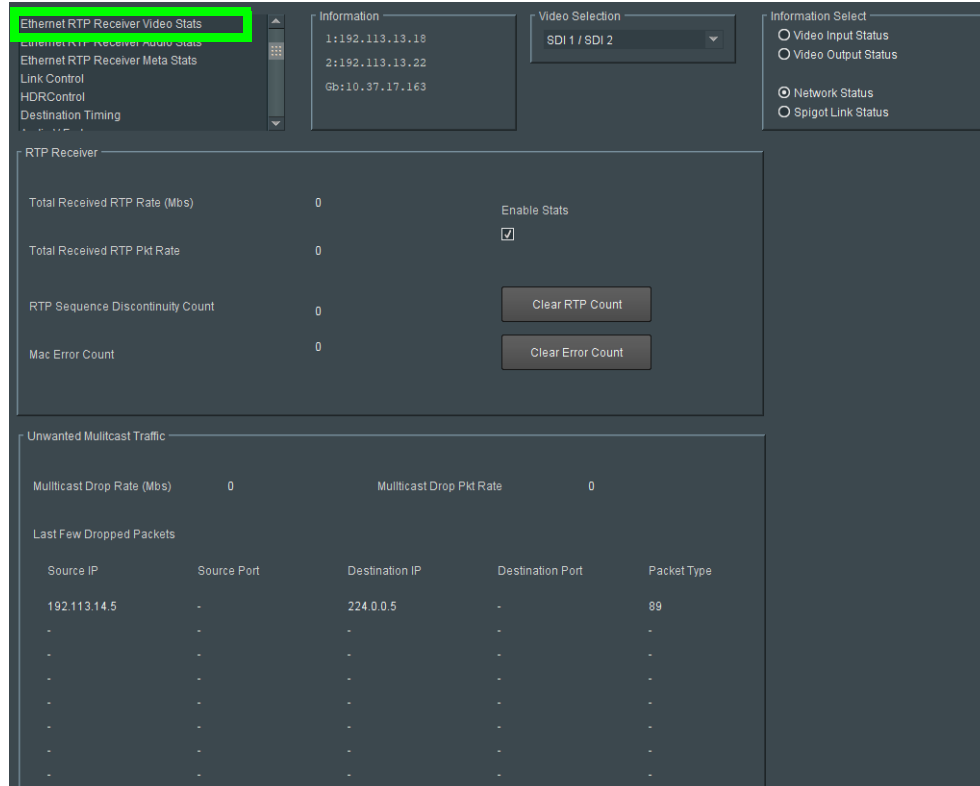 Ethernet RTP Receiver Video Stats
Ethernet RTP Receiver Audio Stats
Ethernet RTP Receiver Meta Stats
Link Control
HDRControl
Destination Timing
Information
1:192.113.13.18
2:192.113.13.22
Gb:10.37.17.163
Video Selection
SDI 1 / SDI 2
Information Select
Video Input Status
Video Output Status
Network Status
Spigot Link Status
RTP Receiver
Total Received RTP Rate (Mbs) 0
Enable Stats
Total Received RTP Pkt Rate 0
RTP Sequence Discontinuity Count 0
Clear RTP Count
Mac Error Count 0
Clear Error Count
Unwanted Mulitcast Traffic
Mullticast Drop Rate (Mbs) 0 Mullticast Drop Pkt Rate 0
Last Few Dropped Packets
Source IP Source Port Destination IP Destination Port Packet Type
192.113.14.5 - 224.0.0.5 - 89
- - - - -
- - - - -
- - - - -
- - - - -
- - - - -
- - - - -
- - - - -